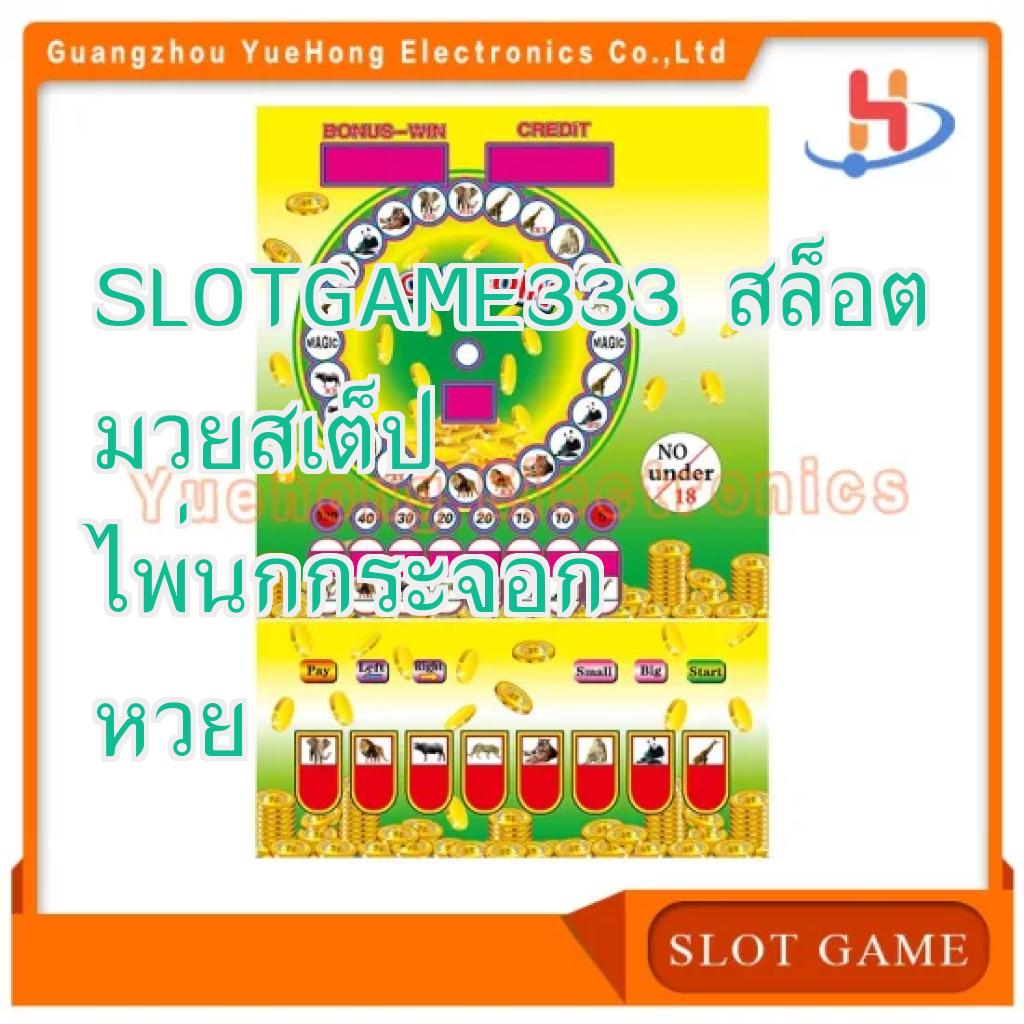 Guangzhou YueHong Electronics Co.,Ltd
BONUS-WIN
CREDIT
SLOTGAME333 สล็อต
MAGIC
MAGIC
มวยสเต็ป
NO
under
18
Yuehong Electronics
40 30 20 20 15 10 5
ไพ่นกกระจอก
Pay Left Right Small Big Start
หวย
SLOT GAME